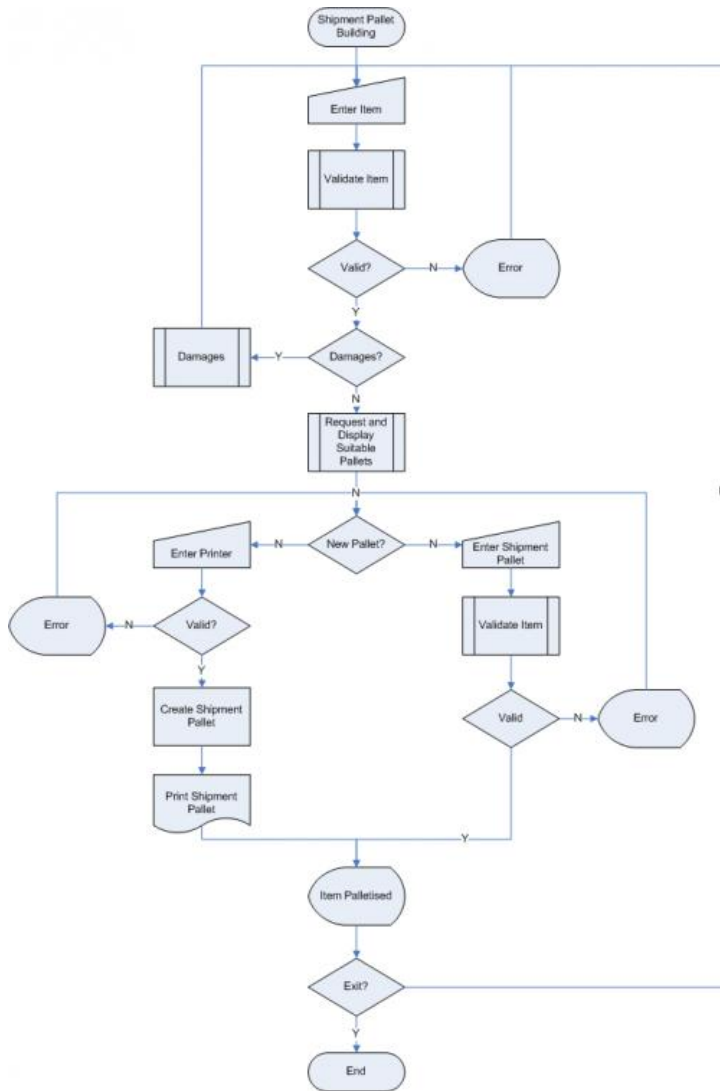 Shipment Pallet
Building
Enter Item
Validate Item
Valid?
N
Error
Y
Damages
Y
Damages?
N
Request and
Display
Suitable
Pallets
N
Enter Printer
N
New Pallet?
N
Enter Shipment
Pallet
Error
N
Valid?
Validate Item
Y
Create Shipment
Pallet
Valid
N
Error
Print Shipment
Pallet
Y
Item Palletised
Exit?
Y
End